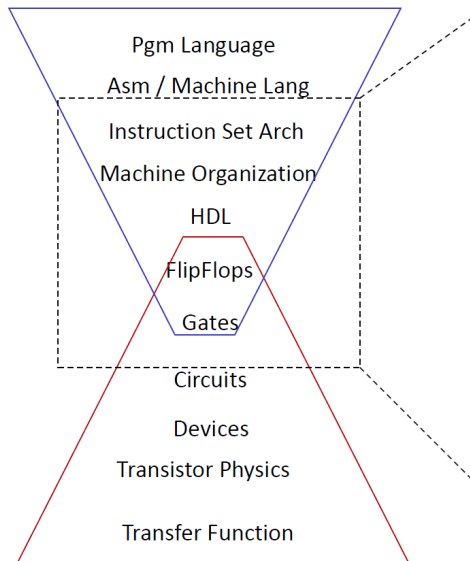 Pgm Language
Asm / Machine Lang
Instruction Set Arch
Machine Organization
HDL
FlipFlops
Gates
Circuits
Devices
Transistor Physics
Transfer Function